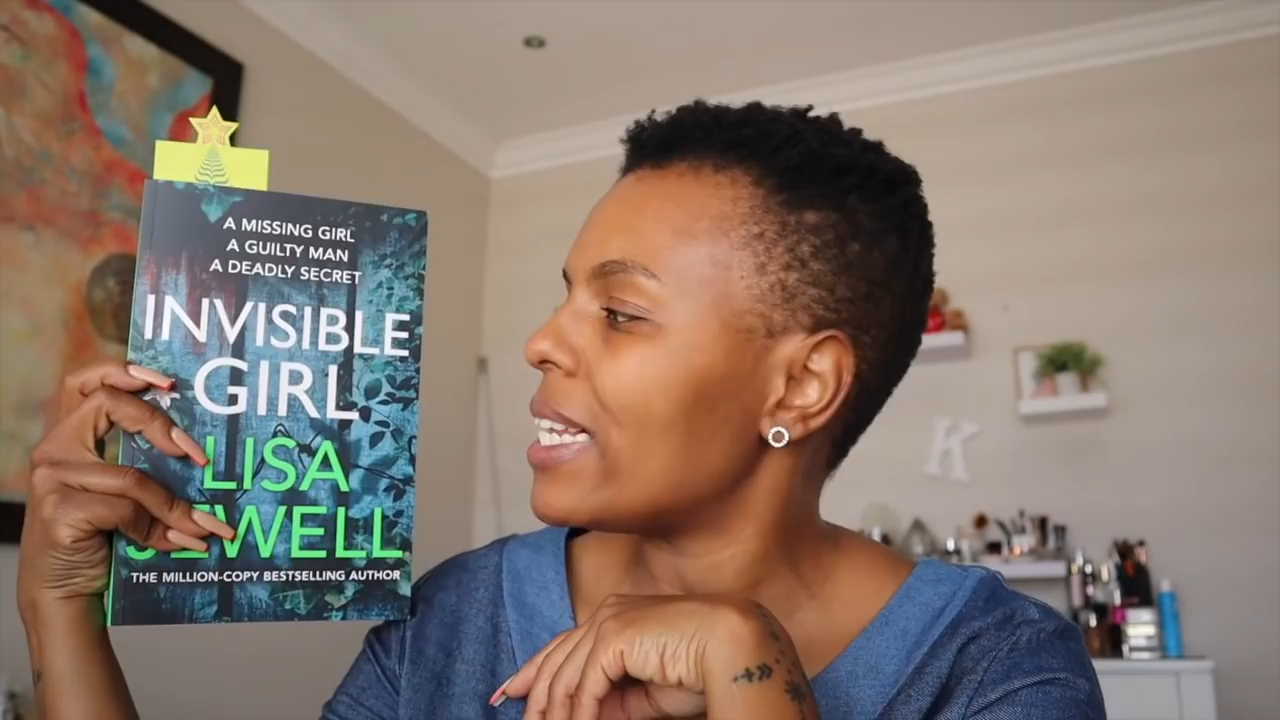 A MISSING GIRL
A GUILTY MAN
A DEADLY SECRET
INVISIBLE
GIRL
LISA
JEWELL
THE MILLION-COPY BESTSELLING AUTHOR
K